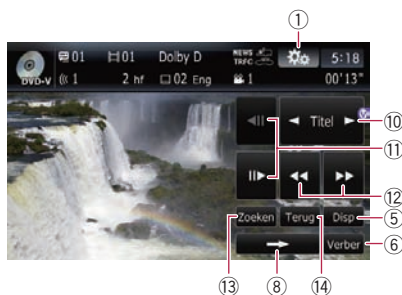 ①
01 01 Dolby D NEWS TRFC 5:18
DVD-V 1 2 hf 02 Eng 1 00'13"
Titel ⑩
⑪
⑫
Zoeken Terug Disp ⑤
Verber ⑥
⑬ ⑧ ⑭